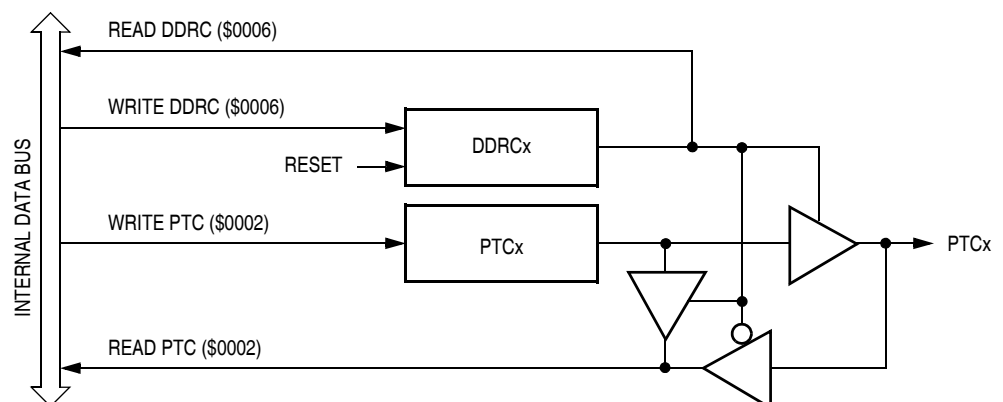 READ DDRC ($0006)
WRITE DDRC ($0006)
DDRCx
RESET
INTERNAL DATA BUS
WRITE PTC ($0002)
PTCx
PTCx
READ PTC ($0002)